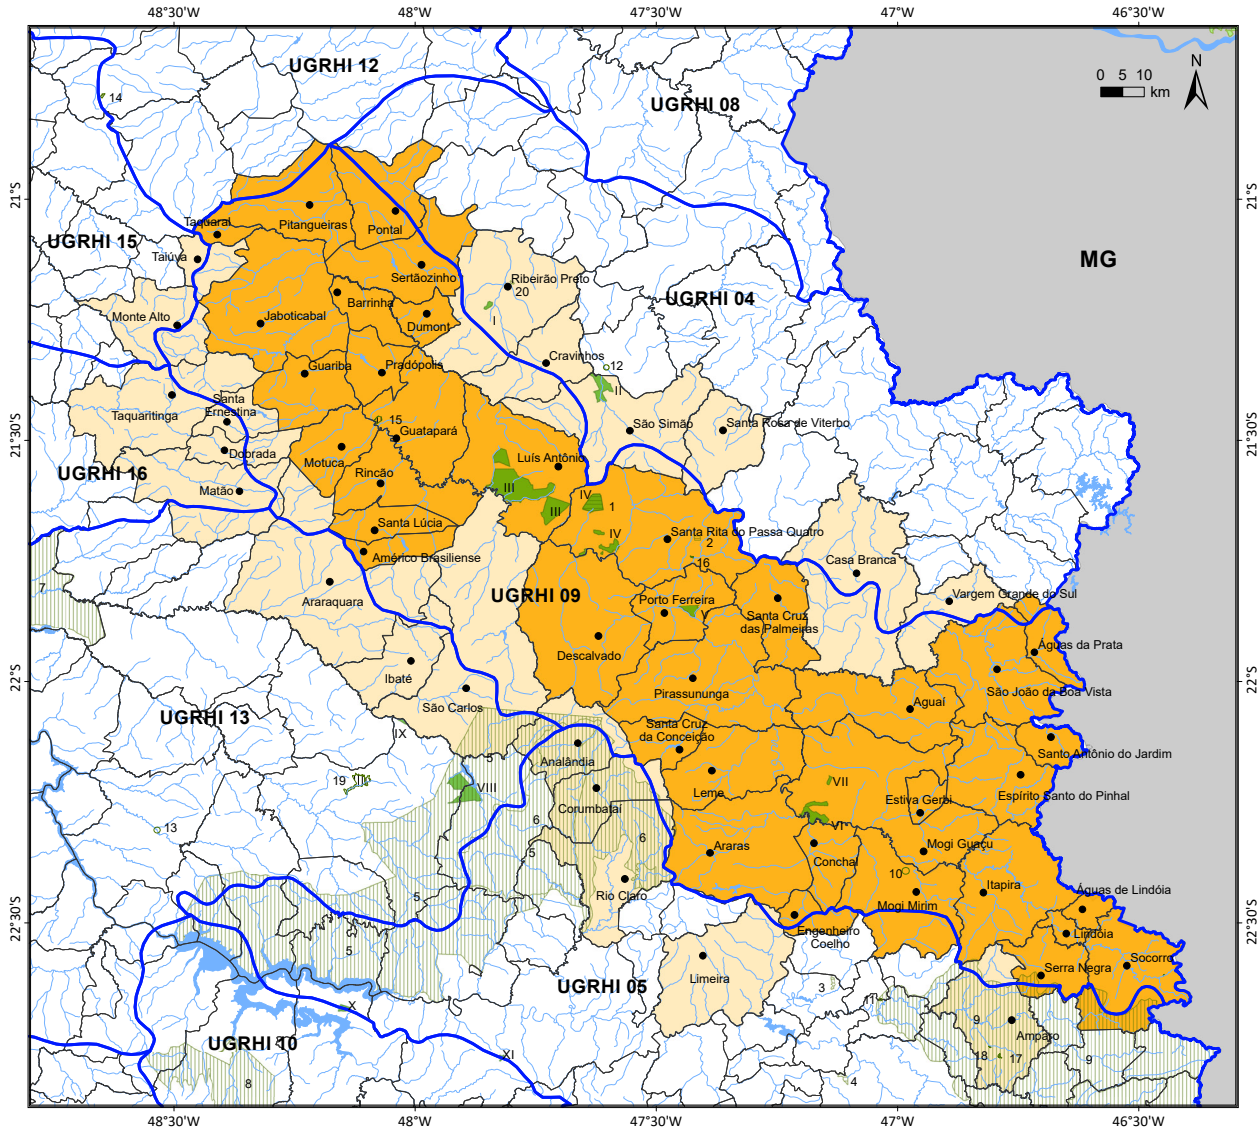 48°30'W 48°W 47°30'W 47°W 46°30'W
UGRHI 12
UGRHI 08
0 5 10 km
N
14
21°S
21°S
Taquaral
Pitangueiras
Pontal
UGRHI 15
Taiúva
MG
Sertãozinho
Ribeirão Preto
20
UGRHI 04
Barrinha
Monte Alto
Jaboticabal
Dumont
I
Cravinhos
12
Guariba
Pradópolis
II
Santa
Ernestina
Taquaritinga
15
Guatapará
São Simão
Santa Rosa de Viterbo
21°30'S
21°30'S
Dobrada
Motuca
Luís Antônio
UGRHI 16
Rincão
Matão
III
IV
1
III
Santa Lúcia
IV
Santa Rita do Passa Quatro
2
Américo Brasiliense
16
Casa Branca
7
Araraquara
UGRHI 09
Porto Ferreira
V
Santa Cruz
das Palmeiras
Vargem Grande do Sul
Descalvado
Águas da Prata
22°S
22°S
Ibaté
Pirassununga
São João da Boa Vista
São Carlos
Aguaí
UGRHI 13
IX
Santa Cruz
da Conceição
Santo Antônio do Jardim
5
Analândia
19
VIII
Leme
VII
Espírito Santo do Pinhal
Corumbataí
Estiva Gerbi
13
6
6
VI
5
Araras
Conchal
Mogi Guaçu
10
Itapira
Rio Claro
5
Mogi Mirim
Águas de Lindóia
22°30'S
22°30'S
Engenheiro
Coelho
Lindóia
5
Limeira
Serra Negra
Socorro
UGRHI 05
3
11
X
9
Amparo
UGRHI 10
XI
18
17
9
8
4
48°30'W 48°W 47°30'W 47°W 46°30'W